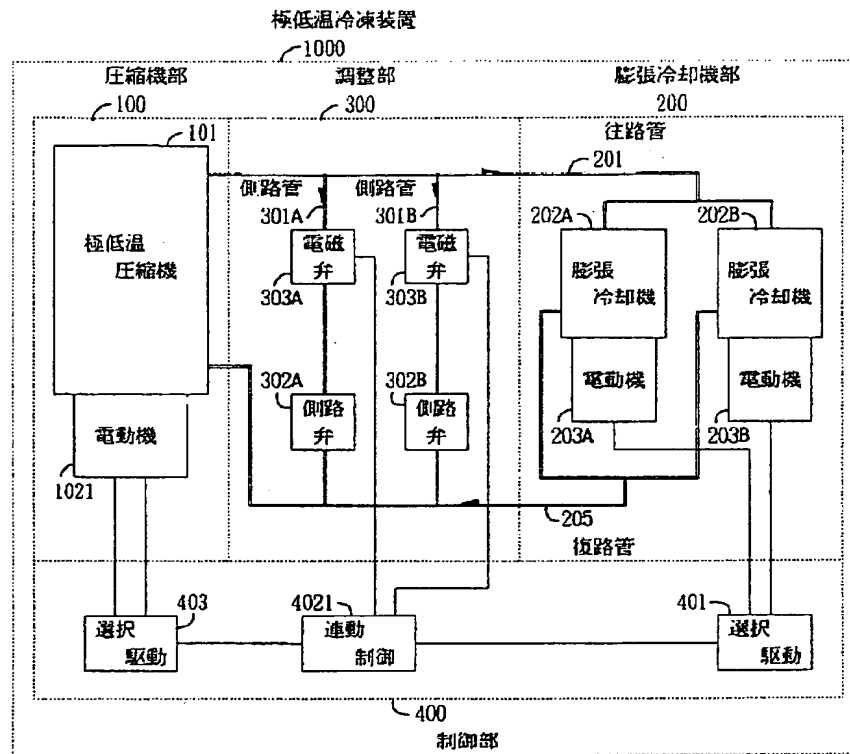 極低温冷凍装置
1000
圧縮機部
調整部
膨張冷却機部
100
300
200
101
往路管
201
側路管
側路管
301A
301B
202A
202B
極低温
圧縮機
電磁
弁
電磁
弁
膨張
冷却機
膨張
冷却機
303A
303B
302A
302B
側路
弁
側路
弁
電動機
電動機
電動機
203A
203B
1021
205
復路管
403
4021
401
選択
駆動
連動
制御
選択
駆動
400
制御部